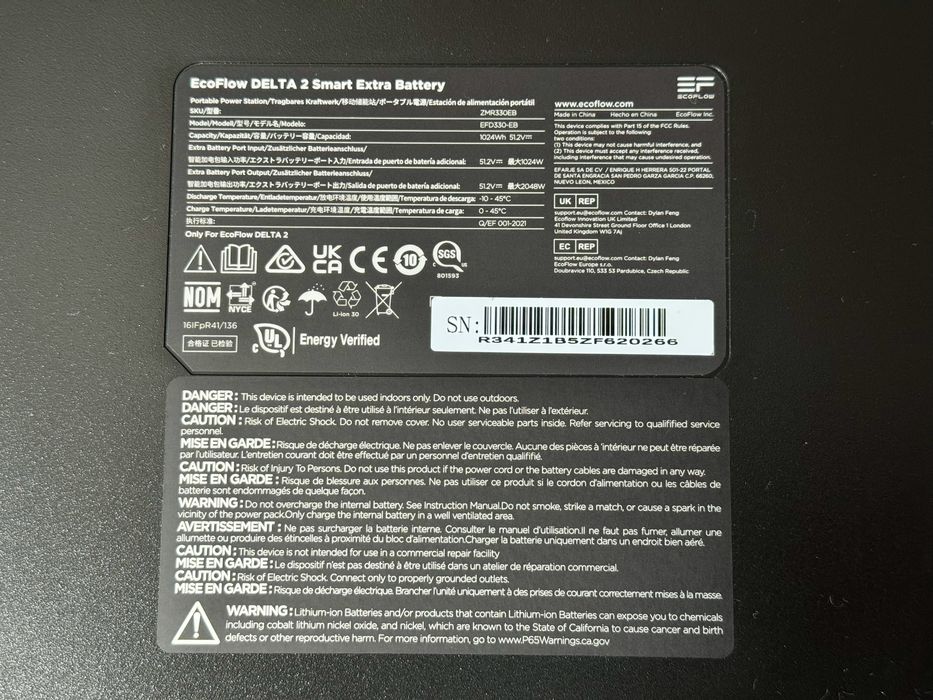 EcoFlow DELTA 2 Smart Extra Battery
Portable Power Station/Tragbares Kraftwerk/移动储能站/ポータブル電源/Estación de alimentación portátil
SKU/型号: ZMR330EB
Model/Modell/型号/モデル名/Modelo: EFD330-EB
Capacity/Kapazität/容量/バッテリー容量/Capacidad: 1024Wh 51.2V⎓
Extra Battery Port Input/Zusätzlicher Batterieanschluss/
智能加电包输入功率/エクストラバッテリーポート入力/Entrada de puerto de batería adicional: 51.2V⎓ 最大1024W
Extra Battery Port Output/Zusätzlicher Batterieanschluss/
智能加电包输出功率/エクストラバッテリーポート出力/Salida de puerto de batería adicional: 51.2V⎓ 最大2048W
Discharge Temperature/Entladetemperatur/放电环境温度/使用温度範囲/Temperatura de descarga: -10 - 45°C
Charge Temperature/Ladetemperatur/充电环境温度/充電温度範囲/Temperatura de carga: 0 - 45°C
执行标准: Q/EF 001-2021
Only For EcoFlow DELTA 2
UK
CA
CE
10
SGS
US
801593
NOM
NYCE
Li-ion 30
16IFpR41/136
合格证 已检验
C UL US
Energy Verified
EF
ECOFLOW
www.ecoflow.com
Made in China Hecho en China EcoFlow Inc.
This device complies with Part 15 of the FCC Rules.
Operation is subject to the following
two conditions:
(1) This device may not cause harmful interference, and
(2) This device must accept any interference received,
including interference that may cause undesired operation.
EFARJE SA DE CV / ENRIQUE H HERRERA 501-22 PORTAL
DE SANTA ENGRACIA SAN PEDRO GARZA GARCIA C.P. 66260,
NUEVO LEON, MEXICO
UK REP
support.eu@ecoflow.com Contact: Dylan Feng
Ecoflow Innovation UK Limited
41 Devonshire Street Ground Floor Office 1 London
United Kingdom W1G 7Aj
EC REP
support.eu@ecoflow.com Contact: Dylan Feng
EcoFlow Europe s.r.o.
Doubravice 110, 533 53 Pardubice, Czech Republic
SN:
R341Z1B5ZF620266
DANGER: This device is intended to be used indoors only. Do not use outdoors.
DANGER: Le dispositif est destiné à être utilisé à l'intérieur seulement. Ne pas l'utiliser à l'extérieur.
CAUTION: Risk of Electric Shock. Do not remove cover. No user serviceable parts inside. Refer servicing to qualifified service
personnel.
MISE EN GARDE: Risque de décharge électrique. Ne pas enlever le couvercle. Aucune des pièces à l'intérieur ne peut être réparée
par l'utilisateur. L'entretien courant doit être effectué par un personnel d'entretien qualififié.
CAUTION: Risk of Injury To Persons. Do not use this product if the power cord or the battery cables are damaged in any way.
MISE EN GARDE: Risque de blessure aux personnes. Ne pas utiliser ce produit si le cordon d'alimentation ou les câbles de
batterie sont endommagés de quelque façon.
WARNING: Do not overcharge the internal battery. See Instruction Manual.Do not smoke, strike a match, or cause a spark in the
vicinity of the power pack.Only charge the internal battery in a well ventilated area.
AVERTISSEMENT: Ne pas surcharger la batterie interne. Consulter le manuel d'utilisation.Il ne faut pas fumer, allumer une
allumette ou produire des étincelles à proximité du bloc d'alimentation.Charger la batterie uniquement dans un endroit bien aéré.
CAUTION: This device is not intended for use in a commercial repair facility
MISE EN GARDE: Le dispositif n'est pas destiné à être utilisé dans un atelier de réparation commercial.
CAUTION: Risk of Electric Shock. Connect only to properly grounded outlets.
MISE EN GARDE: Risque de décharge électrique. Brancher l'unité uniquement à des prises de courant correctement mises à la masse.
WARNING: Lithium-ion Batteries and/or products that contain Lithium-ion Batteries can expose you to chemicals
including cobalt lithium nickel oxide, and nickel, which are known to the State of California to cause cancer and birth
defects or other reproductive harm. For more information, go to www.P65Warnings.ca.gov